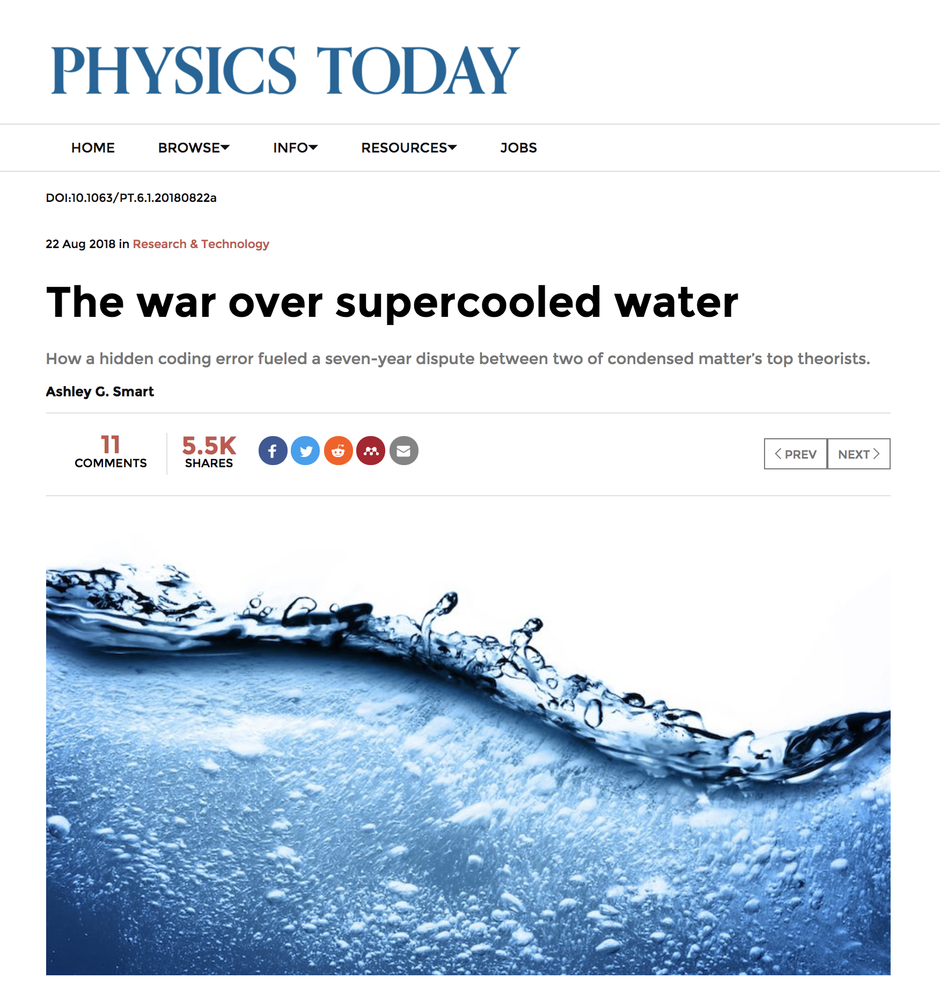 PHYSICS TODAY
HOME BROWSE INFO RESOURCES JOBS
DOI:10.1063/PT.6.1.20180822a
22 Aug 2018 in Research & Technology
The war over supercooled water
How a hidden coding error fueled a seven-year dispute between two of condensed matter’s top theorists.
Ashley G. Smart
11
COMMENTS
5.5K
SHARES
PREV NEXT